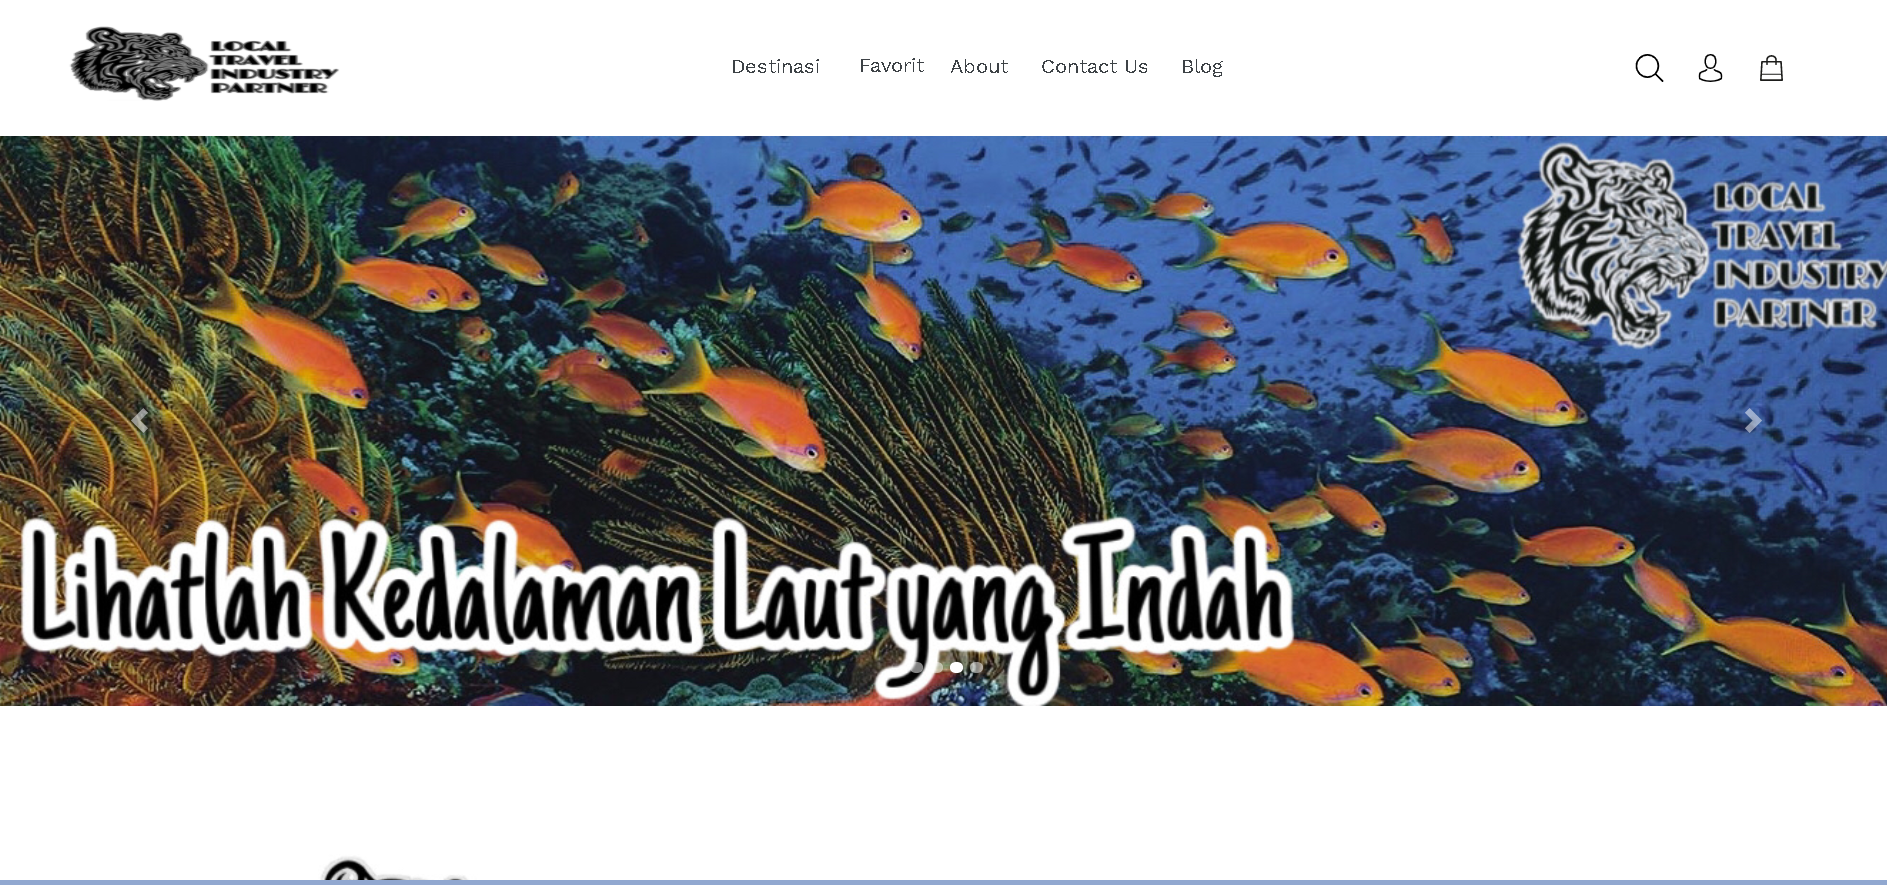 LOCAL
TRAVEL
INDUSTRY
PARTNER
Destinasi Favorit About Contact Us Blog
LOCAL
TRAVEL
INDUSTRY
PARTNER
Lihatlah Kedalaman Laut yang Indah